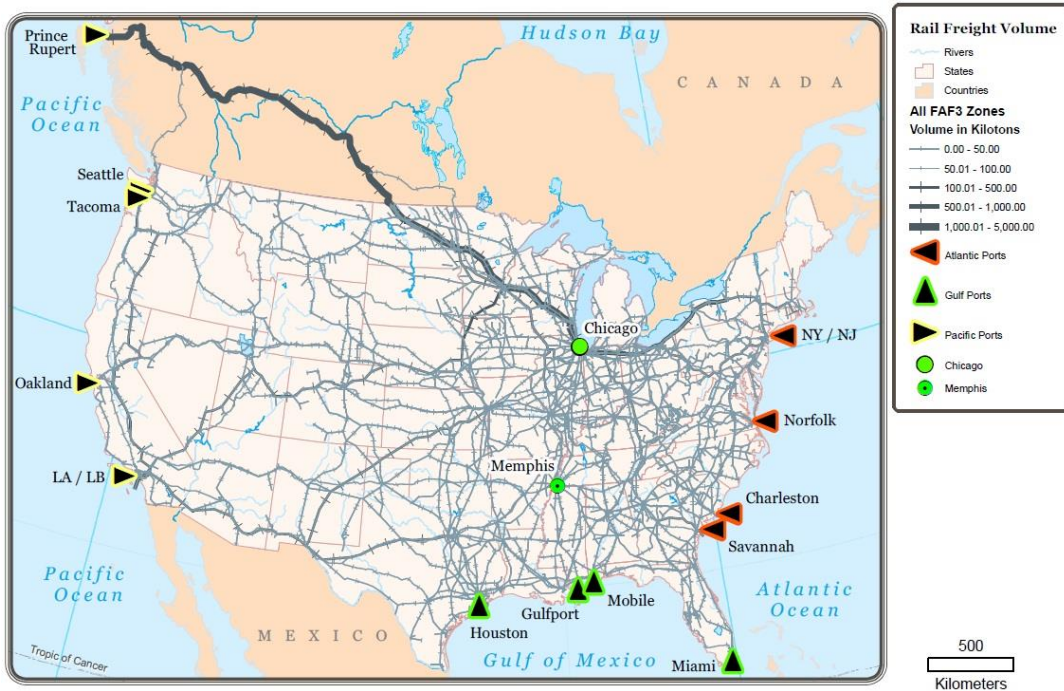 Prince
Rupert
Hudson Bay
CANADA
Pacific
Ocean
Seattle
Tacoma
Chicago
NY / NJ
Oakland
Norfolk
LA / LB
Memphis
Charleston
Savannah
Pacific
Ocean
Atlantic
Ocean
Mobile
Gulfport
Houston
MEXICO
Gulf of Mexico
Miami
Tropic of Cancer
Rail Freight Volume
Rivers
States
Countries
All FAF3 Zones
Volume in Kilotons
0.00 - 50.00
50.01 - 100.00
100.01 - 500.00
500.01 - 1,000.00
1,000.01 - 5,000.00
Atlantic Ports
Gulf Ports
Pacific Ports
Chicago
Memphis
500
Kilometers